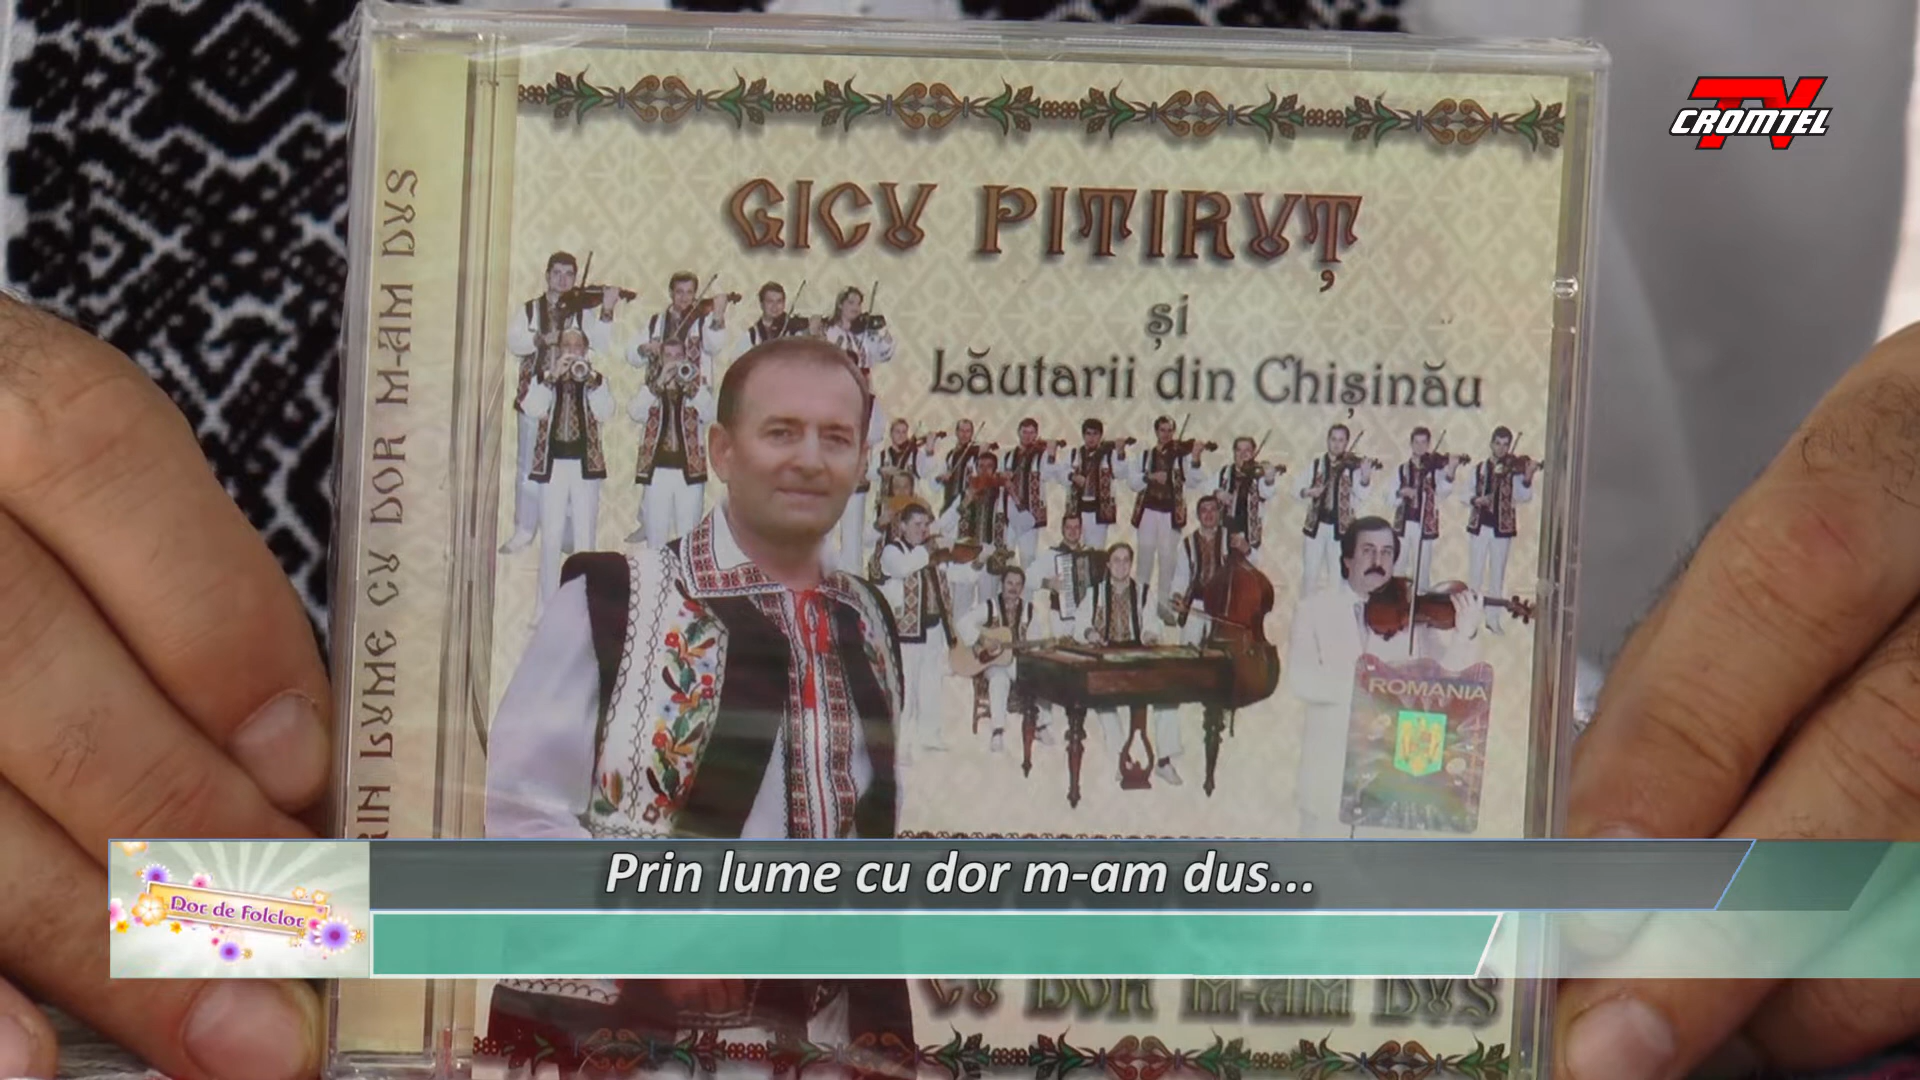 TV
CROMTEL
GICU PITIRUȚ
și
Lăutarii din Chișinău
RIN LUME CU DOR M-AM DUS
ROMANIA
Prin lume cu dor m-am dus...
Dor de Folclor
CU DOR M-AM DUS